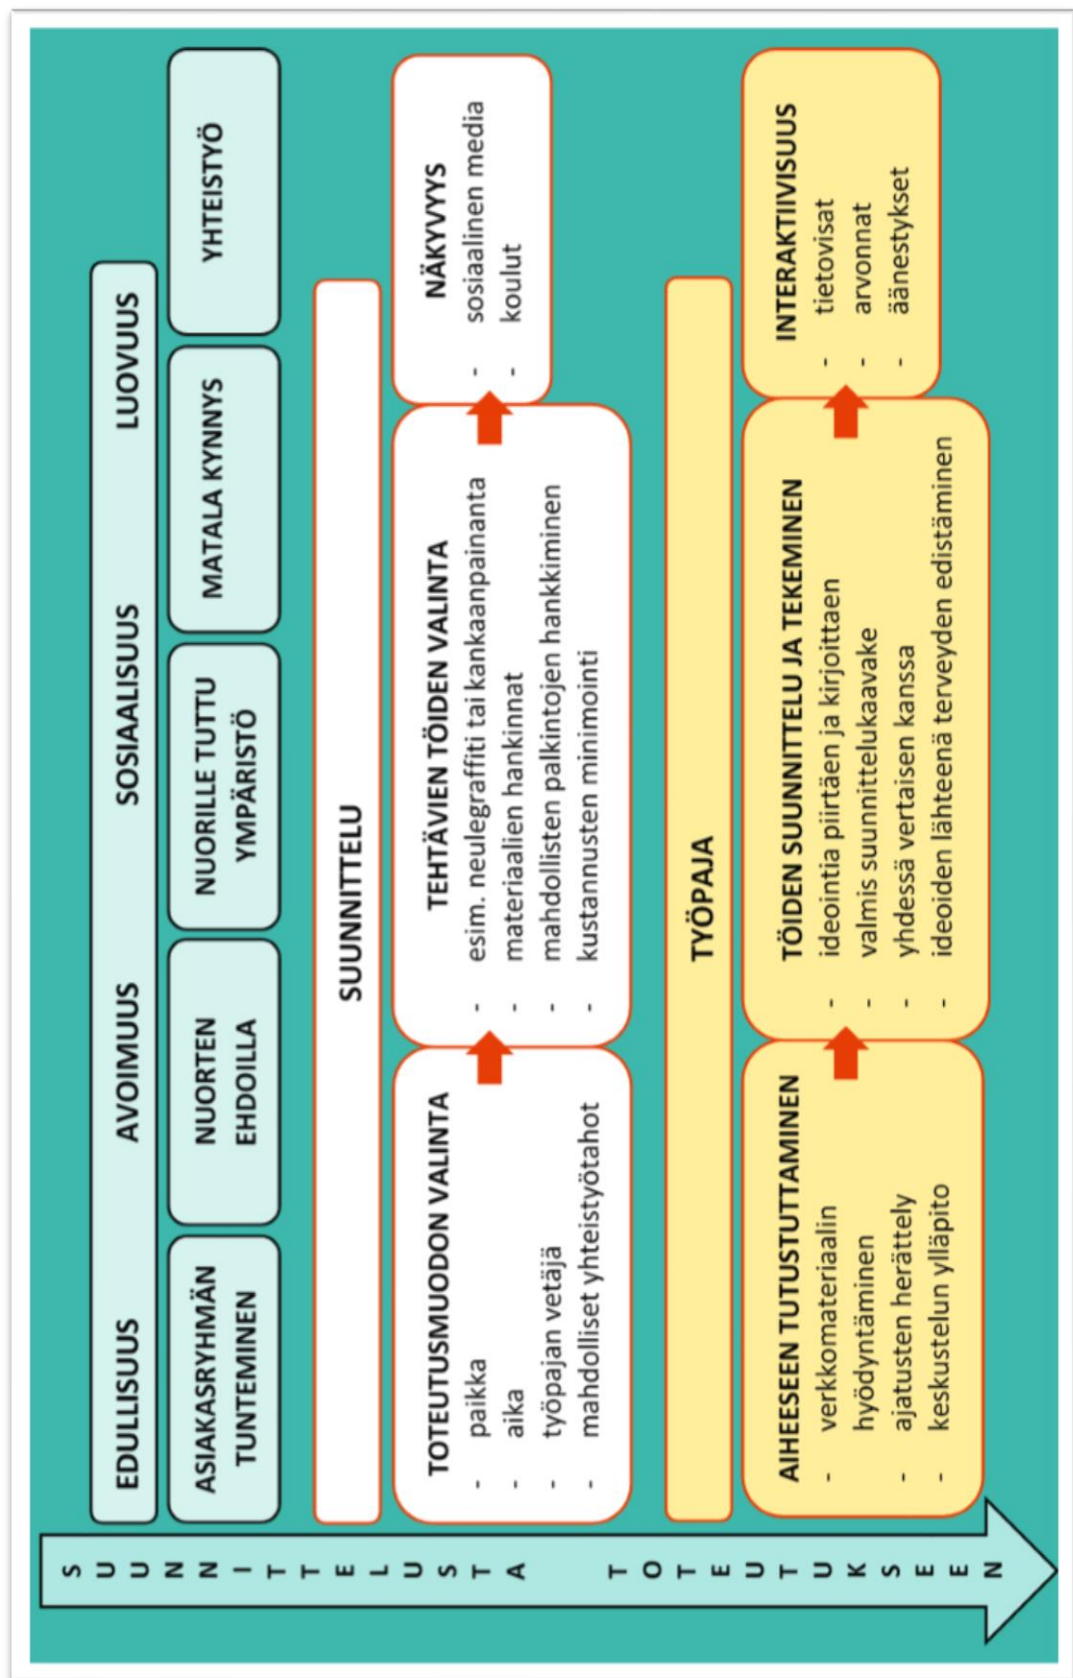 SUUNNITTELUSTA TOTEUTUKSEEN
EDULLISUUS AVOIMUUS SOSIAALISUUS LUOVUUS
ASIAKASRYHMÄN
TUNTEMINEN
NUORTEN
EHDOILLA
NUORILLE TUTTU
YMPÄRISTÖ
MATALA KYNNYS
YHTEISTYÖ
SUUNNITTELU
TOTEUTUSMUODON VALINTA
- paikka
- aika
- työpajan vetäjä
- mahdolliset yhteistyötahot
TEHTÄVIEN TÖIDEN VALINTA
- esim. neulegraffiti tai kankaanpainanta
- materiaalien hankinnat
- mahdollisten palkintojen hankkiminen
- kustannusten minimointi
NÄKYVYYS
- sosiaalinen media
- koulut
TYÖPAJA
AIHEESEEN TUTUSTUTTAMINEN
- verkkomateriaalin
hyödyntäminen
- ajatusten herättely
- keskustelun ylläpito
TÖIDEN SUUNNITTELU JA TEKEMINEN
- ideointia piirtäen ja kirjoittaen
- valmis suunnittelukaavake
- yhdessä vertaisen kanssa
- ideoiden lähteenä terveyden edistäminen
INTERAKTIIVISUUS
- tietovisat
- arvonnat
- äänestykset